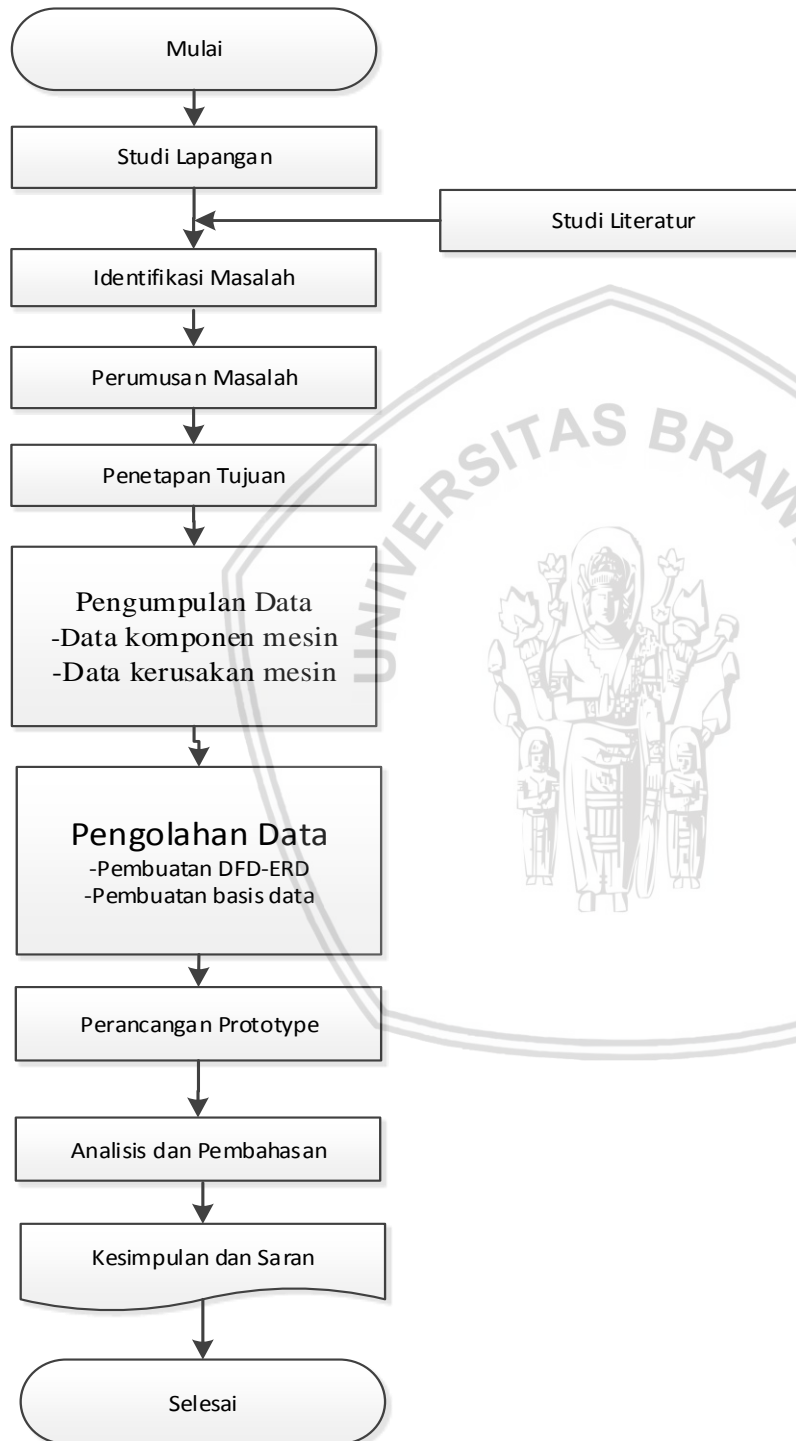 Mulai
Studi Lapangan
Studi Literatur
Identifikasi Masalah
Perumusan Masalah
Penetapan Tujuan
UNIVERSITAS BRAW
Pengumpulan Data
-Data komponen mesin
-Data kerusakan mesin
Pengolahan Data
-Pembuatan DFD-ERD
-Pembuatan basis data
Perancangan Prototype
Analisis dan Pembahasan
Kesimpulan dan Saran
Selesai